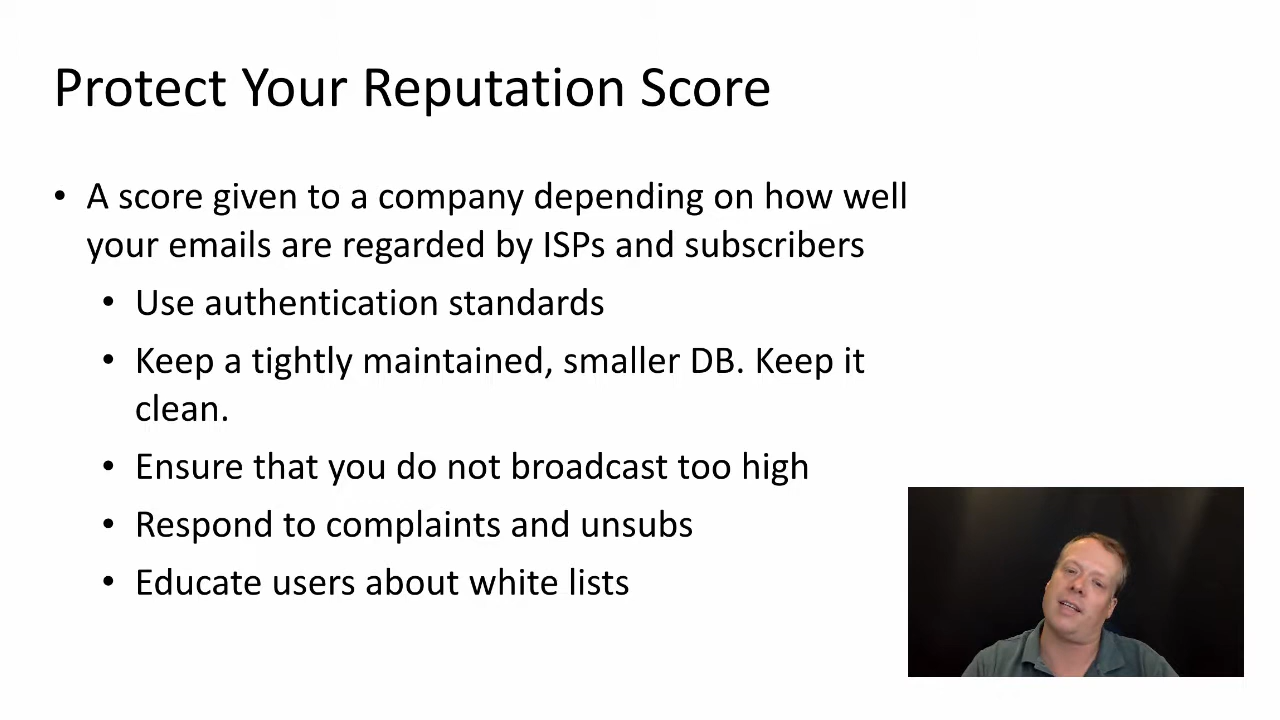 Protect Your Reputation Score
• A score given to a company depending on how well
your emails are regarded by ISPs and subscribers
• Use authentication standards
• Keep a tightly maintained, smaller DB. Keep it
clean.
• Ensure that you do not broadcast too high
• Respond to complaints and unsubs
• Educate users about white lists